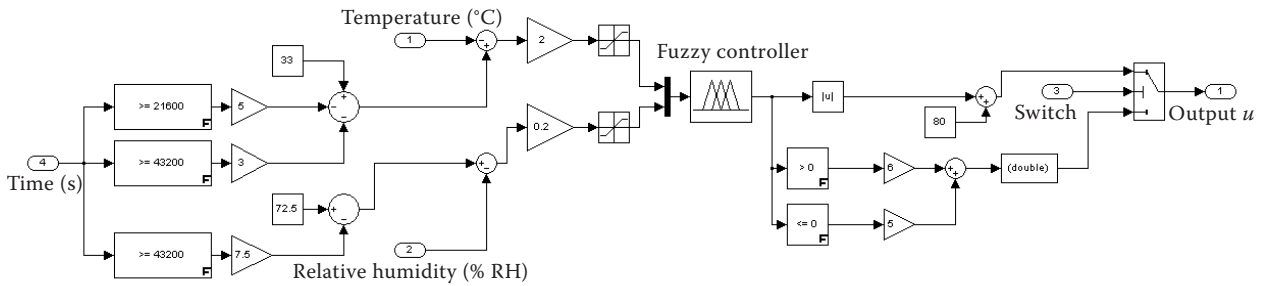 Temperature (°C)
1
33
2
Fuzzy controller
>= 21600
F
5
|u|
3
Switch
1
Output u
80
0.2
4
Time (s)
>= 43200
F
3
> 0
F
6
(double)
72.5
<= 0
F
5
>= 43200
F
7.5
2
Relative humidity (% RH)